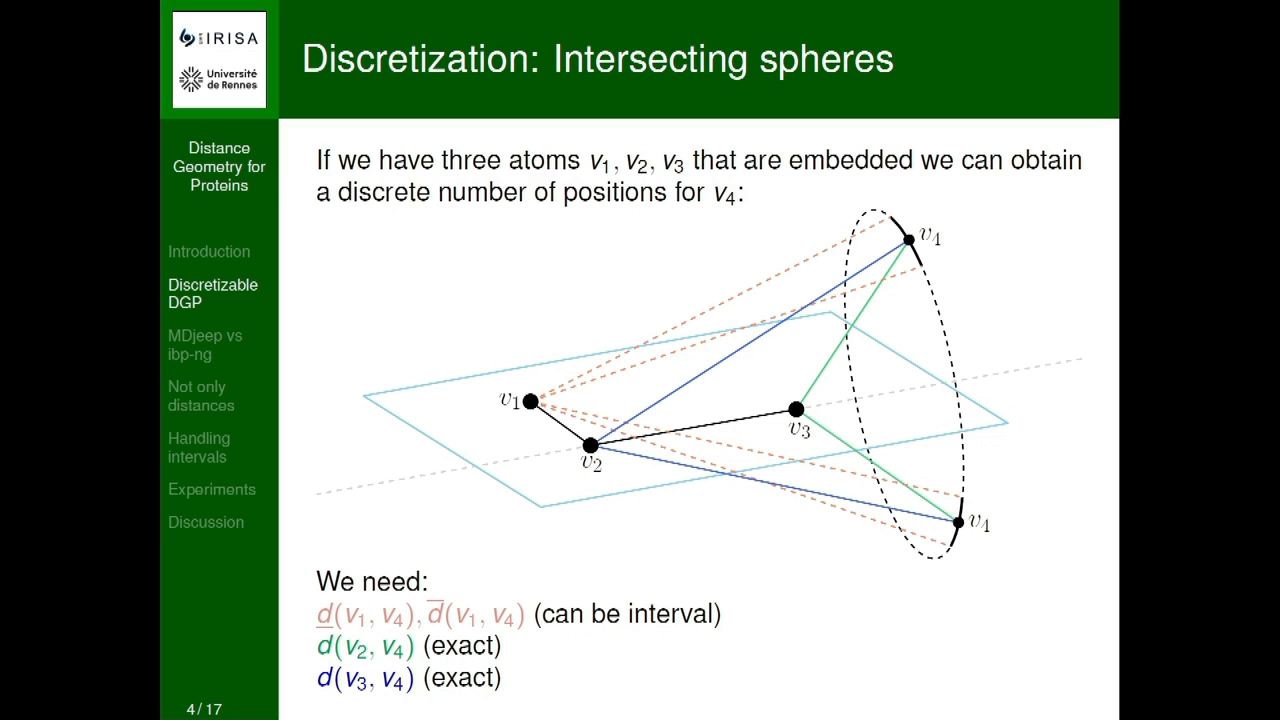 IRISA
Université
de Rennes
Discretization: Intersecting spheres
Distance
Geometry for
Proteins
Introduction
Discretizable
DGP
MDjeep vs
ibp-ng
Not only
distances
Handling
intervals
Experiments
Discussion
4/17
If we have three atoms v₁, v₂, v₃ that are embedded we can obtain
a discrete number of positions for v₄:
v₄
v₁
v₃
v₂
v₄
We need:
d̲(v₁, v₄), d̅(v₁, v₄) (can be interval)
d(v₂, v₄) (exact)
d(v₃, v₄) (exact)